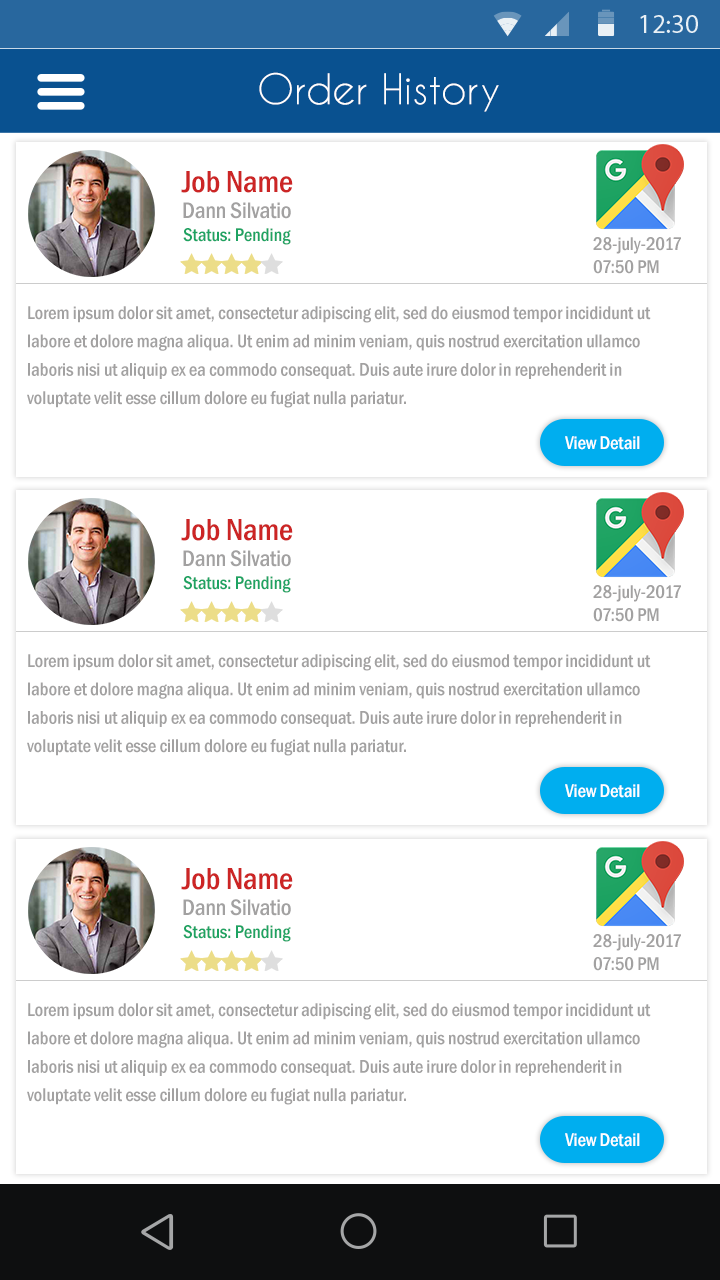 12:30
Order History
Job Name
Dann Silvatio
Status: Pending
G
28-july-2017
07:50 PM
Lorem ipsum dolor sit amet, consectetur adipiscing elit, sed do eiusmod tempor incididunt ut
labore et dolore magna aliqua. Ut enim ad minim veniam, quis nostrud exercitation ullamco
laboris nisi ut aliquip ex ea commodo consequat. Duis aute irure dolor in reprehenderit in
voluptate velit esse cillum dolore eu fugiat nulla pariatur.
View Detail
Job Name
Dann Silvatio
Status: Pending
G
28-july-2017
07:50 PM
Lorem ipsum dolor sit amet, consectetur adipiscing elit, sed do eiusmod tempor incididunt ut
labore et dolore magna aliqua. Ut enim ad minim veniam, quis nostrud exercitation ullamco
laboris nisi ut aliquip ex ea commodo consequat. Duis aute irure dolor in reprehenderit in
voluptate velit esse cillum dolore eu fugiat nulla pariatur.
View Detail
Job Name
Dann Silvatio
Status: Pending
G
28-july-2017
07:50 PM
Lorem ipsum dolor sit amet, consectetur adipiscing elit, sed do eiusmod tempor incididunt ut
labore et dolore magna aliqua. Ut enim ad minim veniam, quis nostrud exercitation ullamco
laboris nisi ut aliquip ex ea commodo consequat. Duis aute irure dolor in reprehenderit in
voluptate velit esse cillum dolore eu fugiat nulla pariatur.
View Detail